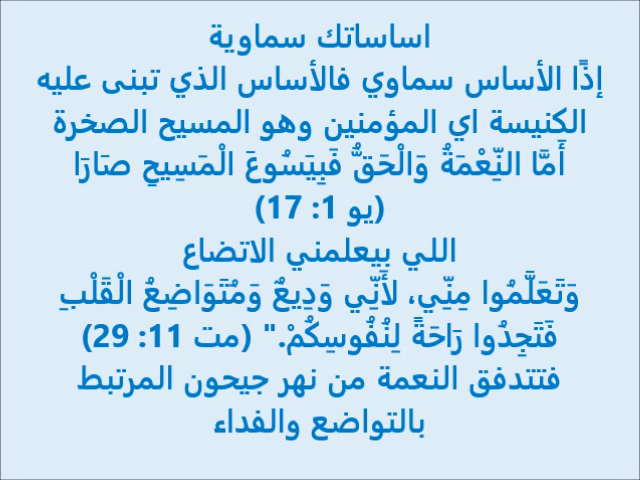 اساساتك سماوية
إذًا الأساس سماوي فالأساس الذي تبنى عليه
الكنيسة اي المؤمنين وهو المسيح الصخرة
أَمَّا النِّعْمَةُ وَالْحَقُّ فَبِيَسُوعَ الْمَسِيحِ صَارَا
(يو 1: 17)
اللي بيعلمني الاتضاع
وَتَعَلَّمُوا مِنِّي، لأَنِّي وَدِيعٌ وَمُتَوَاضِعُ الْقَلْبِ
فَتَجِدُوا رَاحَةً لِنُفُوسِكُمْ." (مت 11: 29)
فتتدفق النعمة من نهر جيحون المرتبط
بالتواضع والفداء